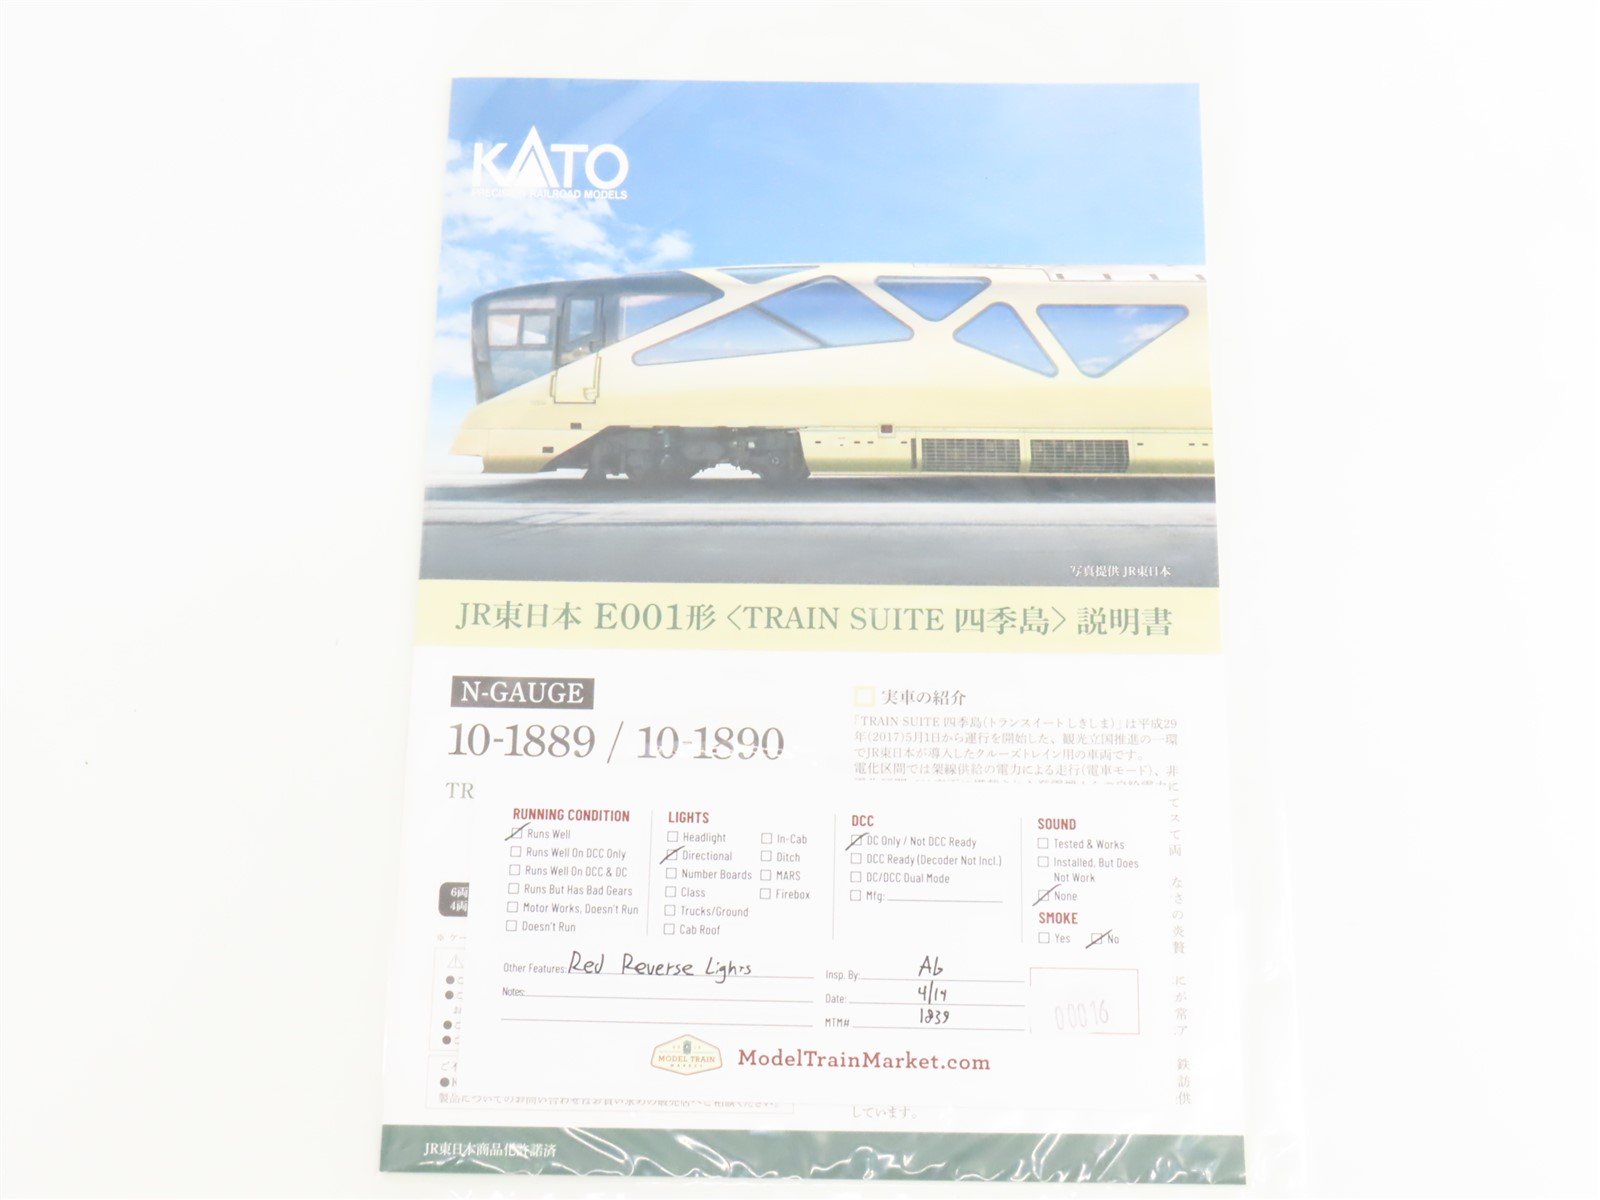 KATO
PRECISION RAILROAD MODELS
写真提供 JR東日本
JR東日本 E001形〈TRAIN SUITE 四季島〉説明書
N-GAUGE
10-1889 / 10-1890
TR
実車の紹介
「TRAIN SUITE 四季島(トランスイートしきしま)」は平成29
年(2017)5月1日から運行を開始した、観光立国推進の一環
でJR東日本が導入したクルーズトレイン用の車両です。
電化区間では架線供給の電力による走行(電車モード)、非
RUNNING CONDITION
Runs Well
Runs Well On DCC Only
Runs Well On DCC & DC
Runs But Has Bad Gears
Motor Works, Doesn't Run
Doesn't Run
LIGHTS
Headlight
Directional
Number Boards
Class
Trucks/Ground
Cab Roof
In-Cab
Ditch
MARS
Firebox
DCC
DC Only / Not DCC Ready
DCC Ready (Decoder Not Incl.)
DC/DCC Dual Mode
Mfg:
SOUND
Tested & Works
Installed, But Does
Not Work
None
SMOKE
Yes
No
Other Features: Red Reverse Lights
Notes:
Insp. By: AG
Date: 4/14
MTM# 1839
00016
MODEL TRAIN
MARKET
ModelTrainMarket.com
6両
4両
しています。
JR東日本商品化許諾済